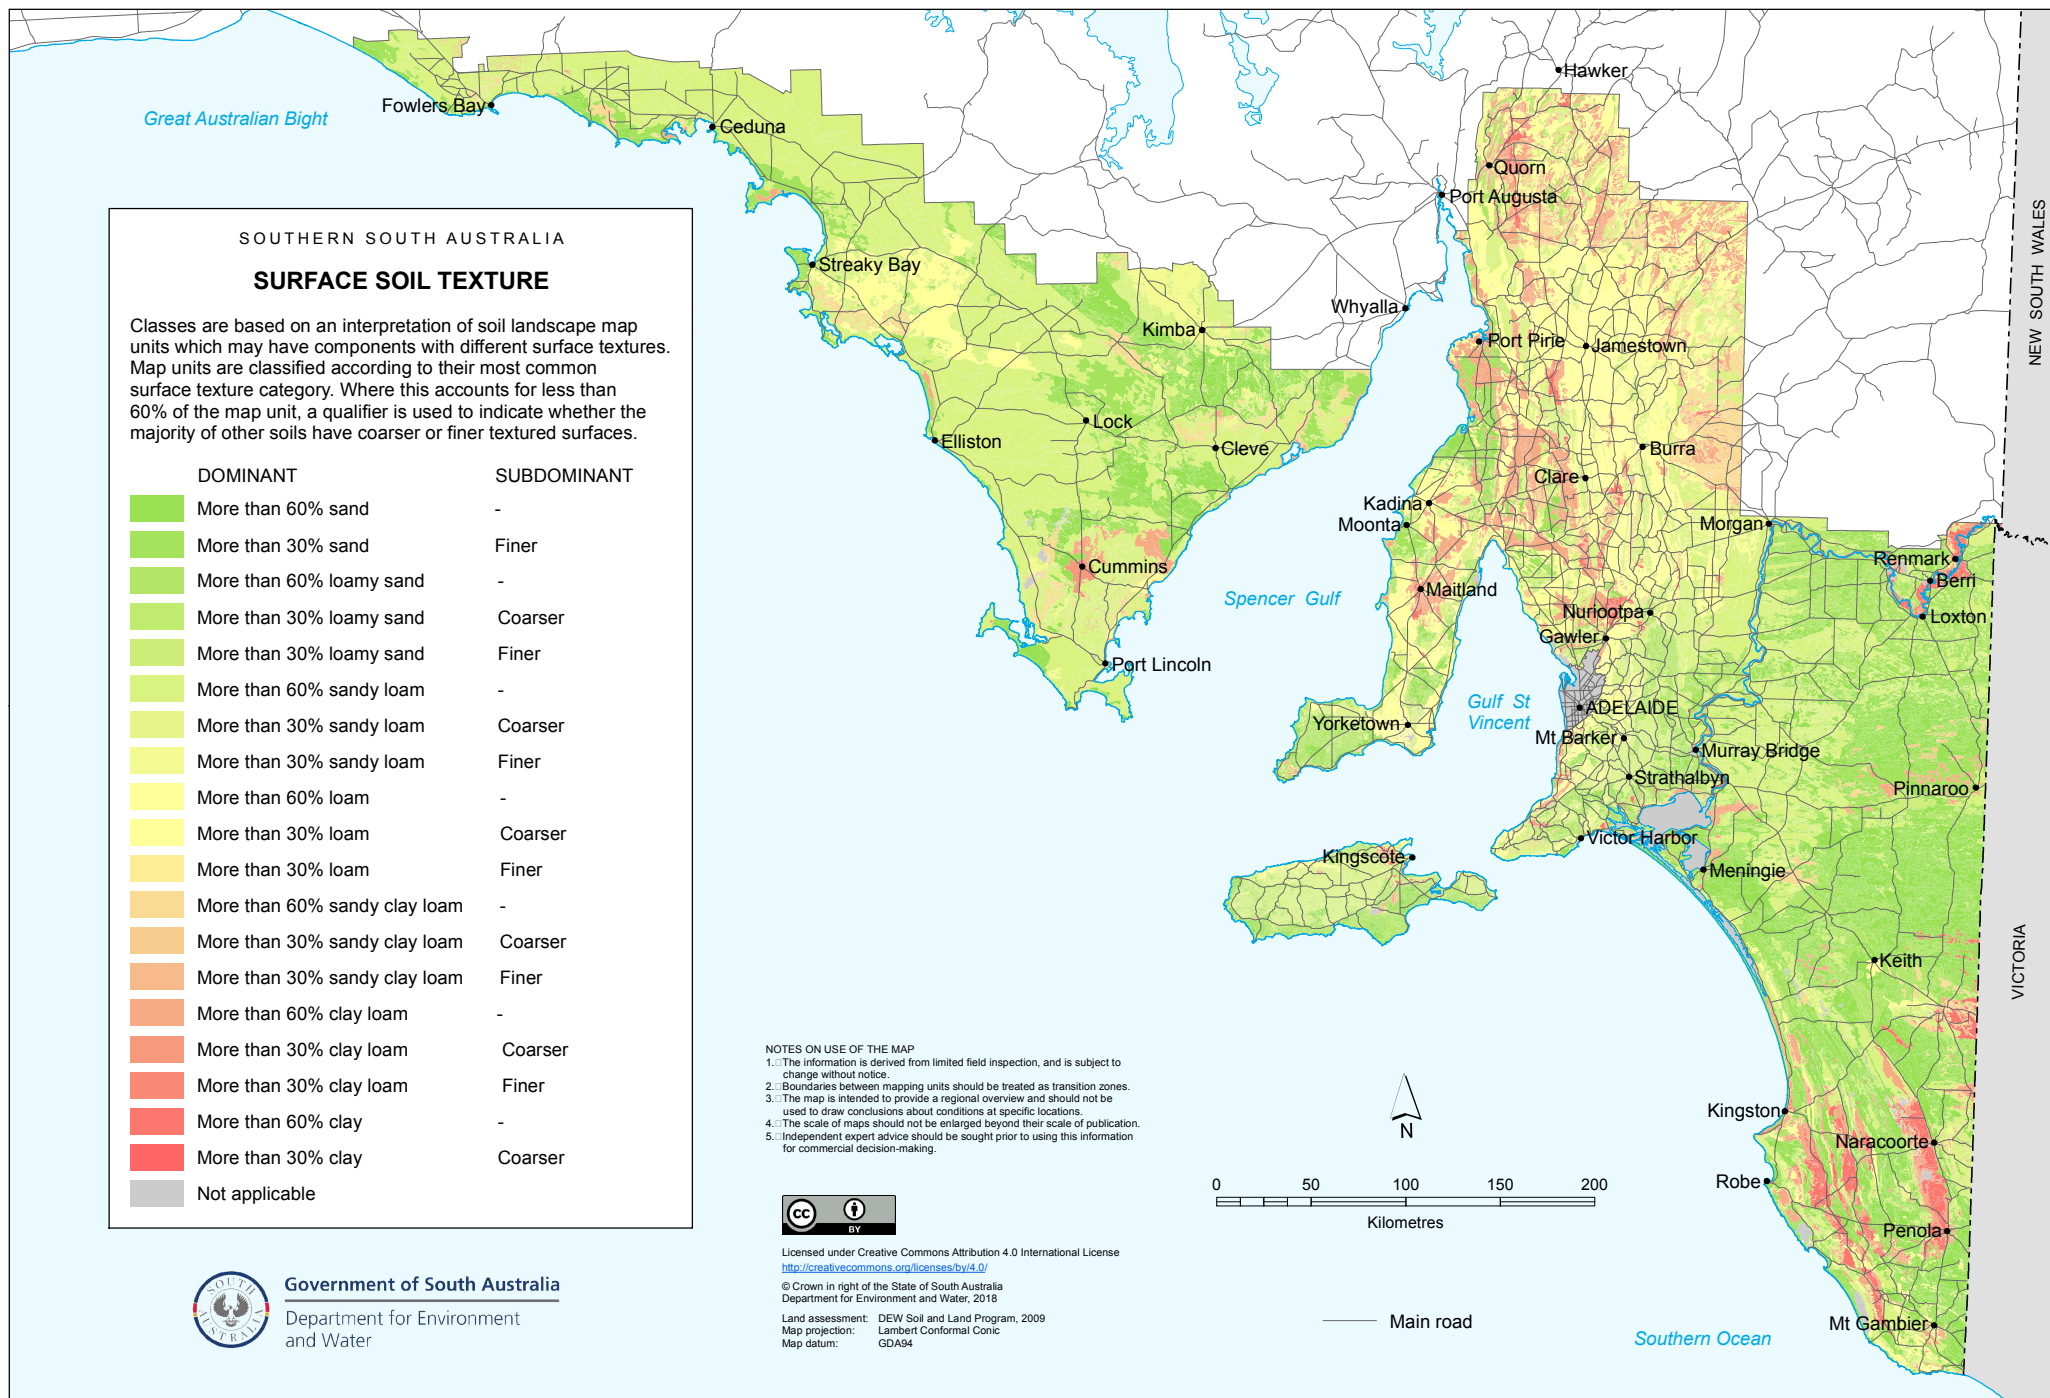 SOUTHERN SOUTH AUSTRALIA
SURFACE SOIL TEXTURE
Classes are based on an interpretation of soil landscape map
units which may have components with different surface textures.
Map units are classified according to their most common
surface texture category. Where this accounts for less than
60% of the map unit, a qualifier is used to indicate whether the
majority of other soils have coarser or finer textured surfaces.
DOMINANT SUBDOMINANT
More than 60% sand -
More than 30% sand Finer
More than 60% loamy sand -
More than 30% loamy sand Coarser
More than 30% loamy sand Finer
More than 60% sandy loam -
More than 30% sandy loam Coarser
More than 30% sandy loam Finer
More than 60% loam -
More than 30% loam Coarser
More than 30% loam Finer
More than 60% sandy clay loam -
More than 30% sandy clay loam Coarser
More than 30% sandy clay loam Finer
More than 60% clay loam -
More than 30% clay loam Coarser
More than 30% clay loam Finer
More than 60% clay -
More than 30% clay Coarser
Not applicable
SOUTH AUSTRALIA
Government of South Australia
Department for Environment
and Water
Great Australian Bight
Fowlers Bay
Ceduna
Streaky Bay
Kimba
Lock
Elliston
Cleve
Cummins
Port Lincoln
Spencer Gulf
Hawker
Quorn
Port Augusta
Whyalla
Port Pirie
Jamestown
Burra
Clare
Kadina
Moonta
Morgan
Renmark
Berri
Loxton
Maitland
Nuriootpa
Gawler
Gulf St
Vincent
ADELAIDE
Yorketown
Mt Barker
Murray Bridge
Strathalbyn
Pinnaroo
Victor Harbor
Kingscote
Meningie
Keith
Kingston
Naracoorte
Robe
Penola
Mt Gambier
Southern Ocean
NEW SOUTH WALES
VICTORIA
NOTES ON USE OF THE MAP
1. The information is derived from limited field inspection, and is subject to
change without notice.
2. Boundaries between mapping units should be treated as transition zones.
3. The map is intended to provide a regional overview and should not be
used to draw conclusions about conditions at specific locations.
4. The scale of maps should not be enlarged beyond their scale of publication.
5. Independent expert advice should be sought prior to using this information
for commercial decision-making.
cc
BY
Licensed under Creative Commons Attribution 4.0 International License
http://creativecommons.org/licenses/by/4.0/
© Crown in right of the State of South Australia
Department for Environment and Water, 2018
Land assessment: DEW Soil and Land Program, 2009
Map projection: Lambert Conformal Conic
Map datum: GDA94
N
0 50 100 150 200
Kilometres
Main road